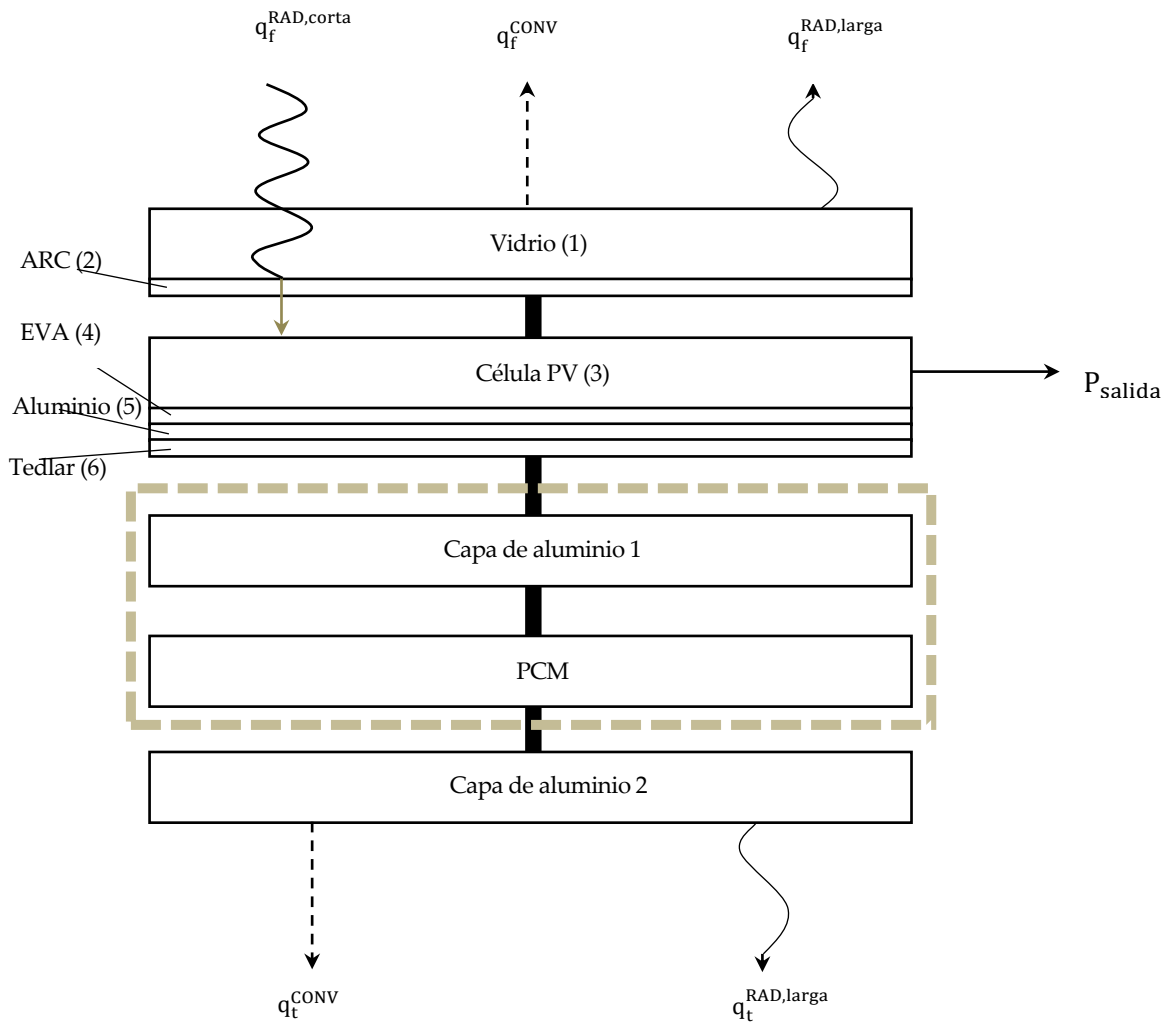 q_f^RAD,corta
q_f^CONV
q_f^RAD,larga
Vidrio (1)
ARC (2)
EVA (4)
Célula PV (3)
P_salida
Aluminio (5)
Tedlar (6)
Capa de aluminio 1
PCM
Capa de aluminio 2
q_t^CONV
q_t^RAD,larga